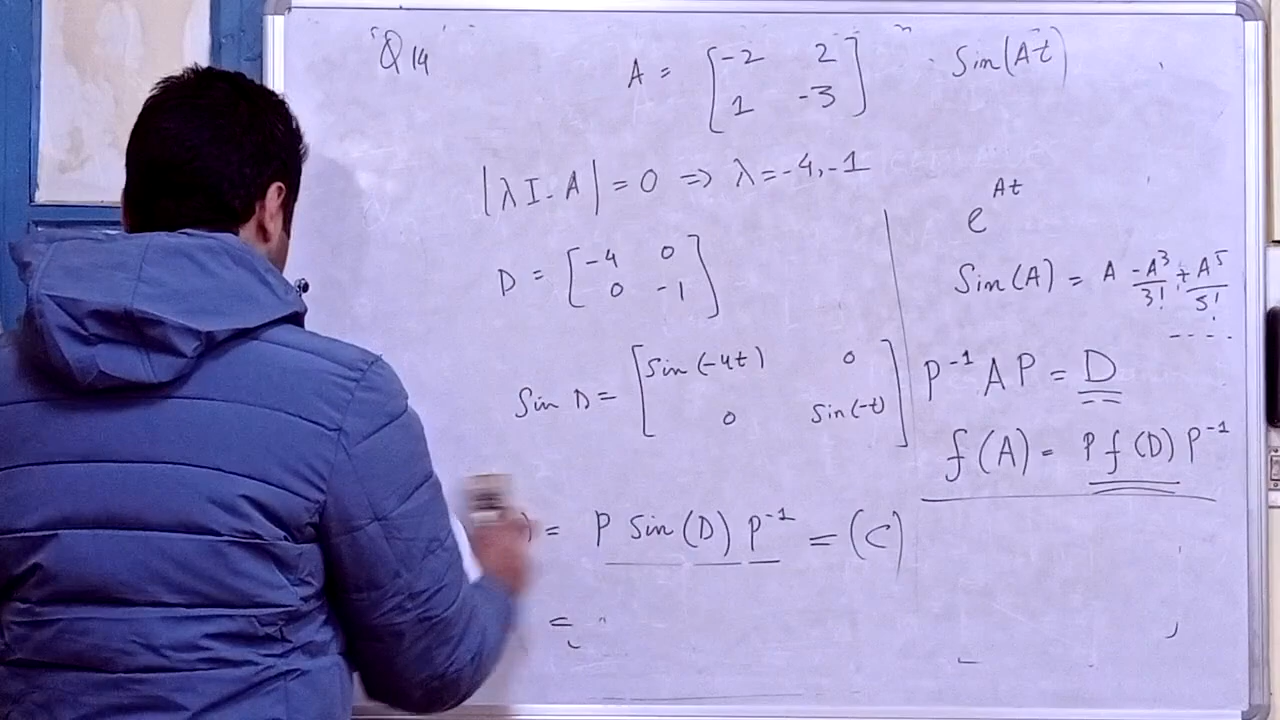 Q 14
A = [ -2 2 ; 1 -3 ] Sin(At)
|λI - A| = 0 ⇒ λ = -4, -1
D = [ -4 0 ; 0 -1 ]
Sin D = [ Sin(-4t) 0 ; 0 Sin(-t) ]
) = P Sin(D) P⁻¹ = (C)
=
e^{At}
Sin(A) = A - A³/3! + A⁵/5! ----
P⁻¹ A P = D
f(A) = P f(D) P⁻¹